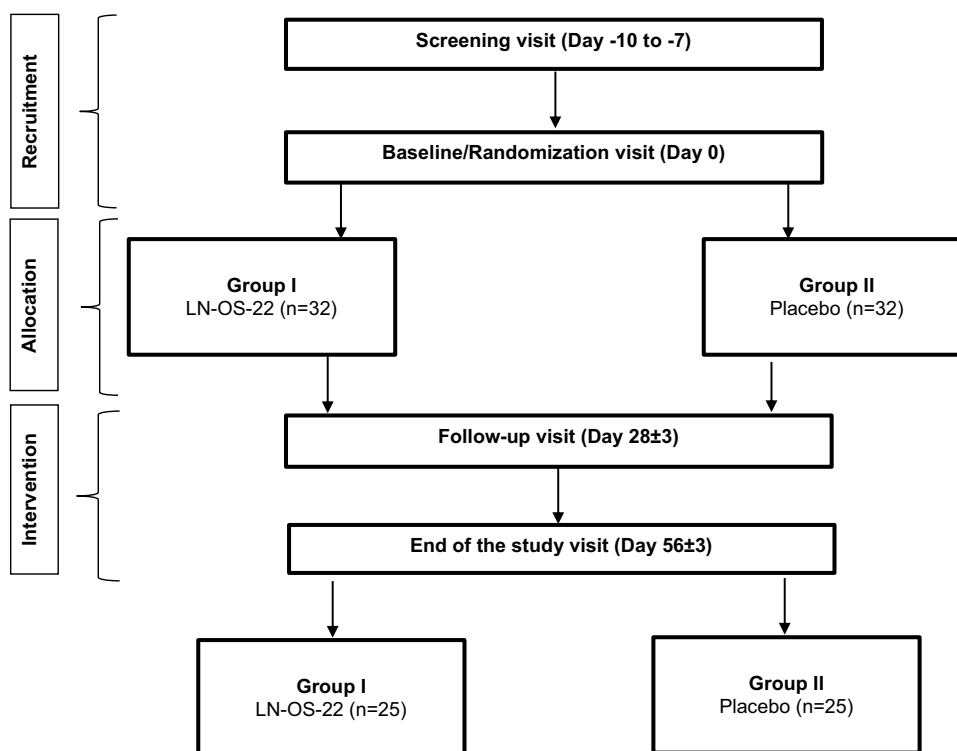 Recruitment
Screening visit (Day -10 to -7)
Baseline/Randomization visit (Day 0)
Allocation
Group I
LN-OS-22 (n=32)
Group II
Placebo (n=32)
Intervention
Follow-up visit (Day 28±3)
End of the study visit (Day 56±3)
Group I
LN-OS-22 (n=25)
Group II
Placebo (n=25)